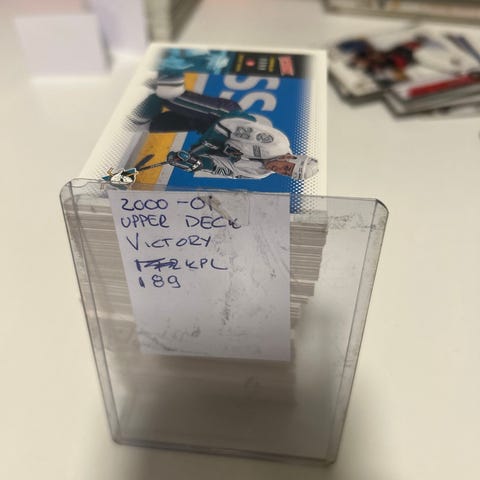 2000-01
UPPER DECK
VICTORY
KPL
189